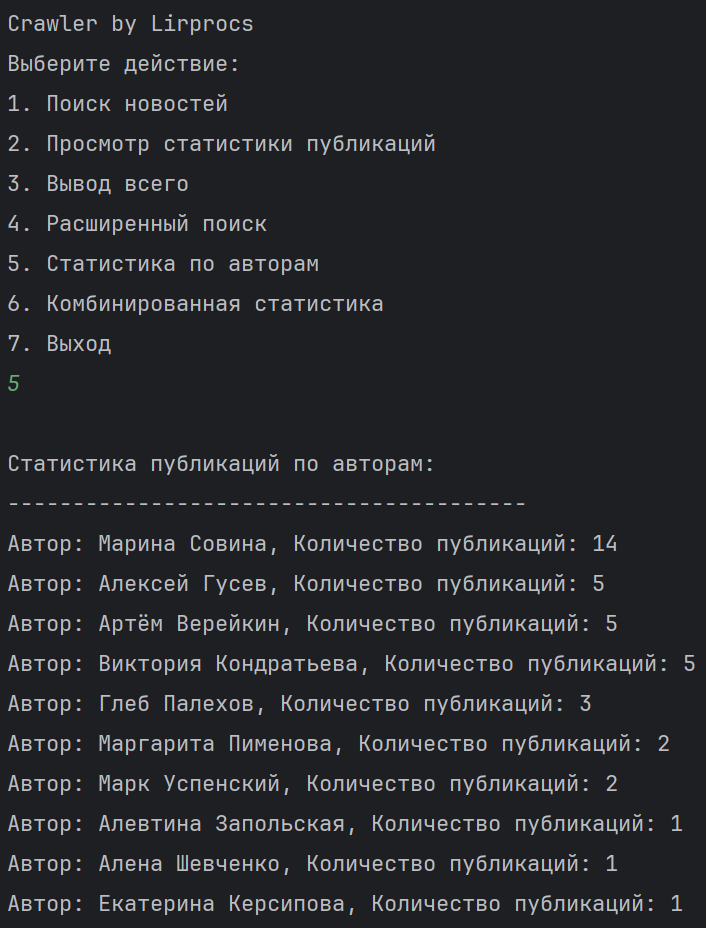 Crawler by Lirprocs
Выберите действие:
1. Поиск новостей
2. Просмотр статистики публикаций
3. Вывод всего
4. Расширенный поиск
5. Статистика по авторам
6. Комбинированная статистика
7. Выход
5
Статистика публикаций по авторам:
----------------------------------------
Автор: Марина Совина, Количество публикаций: 14
Автор: Алексей Гусев, Количество публикаций: 5
Автор: Артём Верейкин, Количество публикаций: 5
Автор: Виктория Кондратьева, Количество публикаций: 5
Автор: Глеб Палехов, Количество публикаций: 3
Автор: Маргарита Пименова, Количество публикаций: 2
Автор: Марк Успенский, Количество публикаций: 2
Автор: Алевтина Запольская, Количество публикаций: 1
Автор: Алена Шевченко, Количество публикаций: 1
Автор: Екатерина Керсипова, Количество публикаций: 1